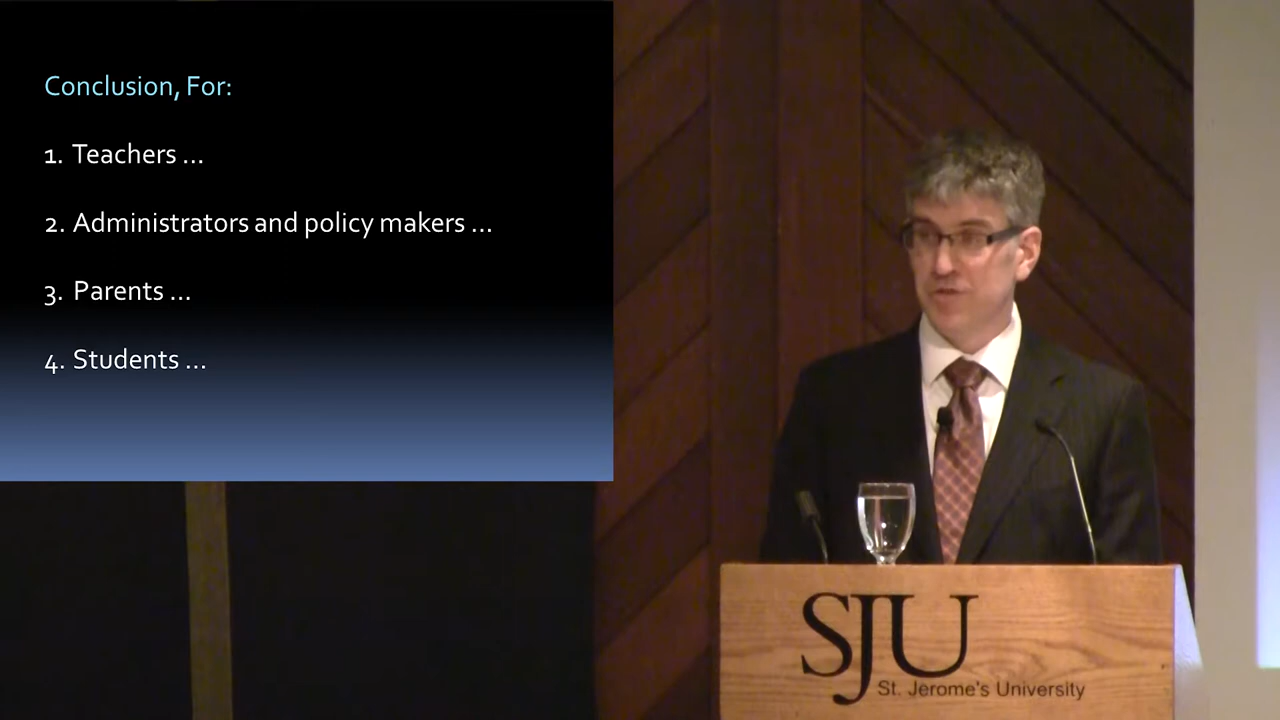 Conclusion, For:
1. Teachers ...
2. Administrators and policy makers ...
3. Parents ...
4. Students ...
SJU
St. Jerome's University